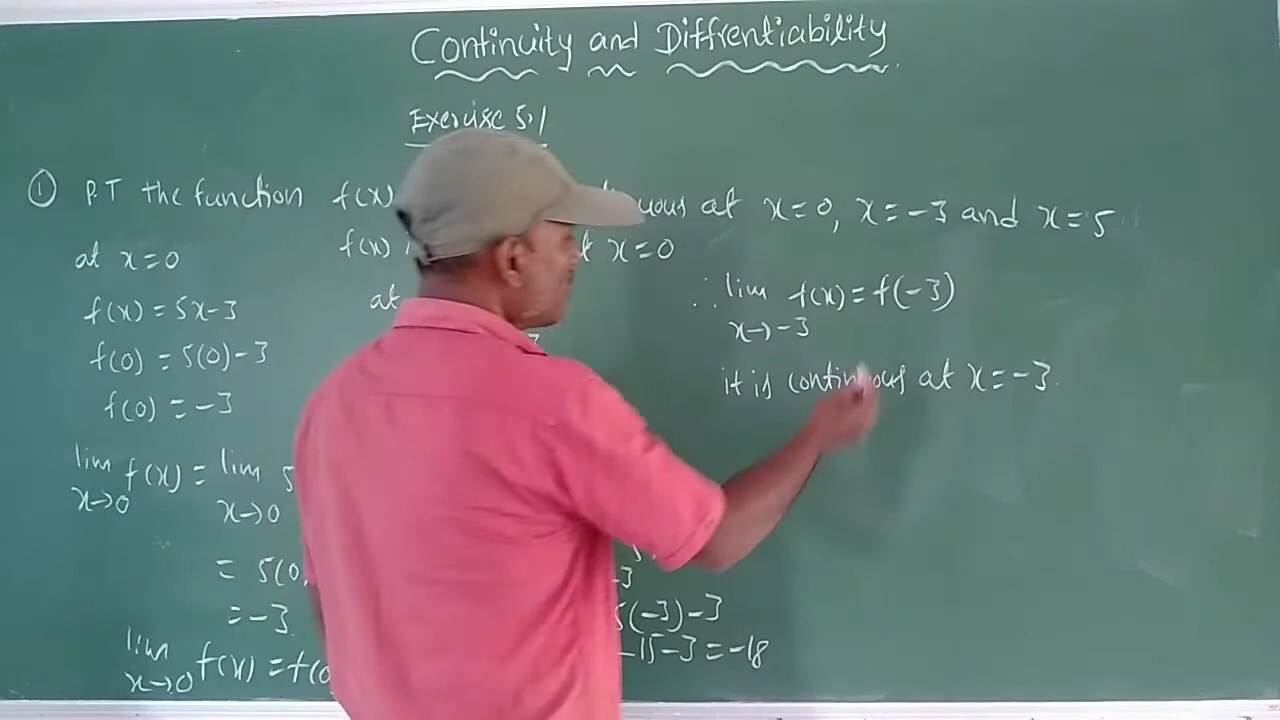 Continuity and Diffrentiability
Exercise 5.1
① P.T the function f(x) at x=0, x=-3 and x=5
at x=0
f(x) = 5x-3
f(0) = 5(0)-3
f(0) = -3
lim f(x) = lim 5
x→0 x→0
= 5(0
= -3
lim f(x) = f(0
x→0
f(x) x=0
at
-3
5(-3)-3
-15-3=-18
∴ lim f(x) = f(-3)
x→-3
it is continuous at x=-3.